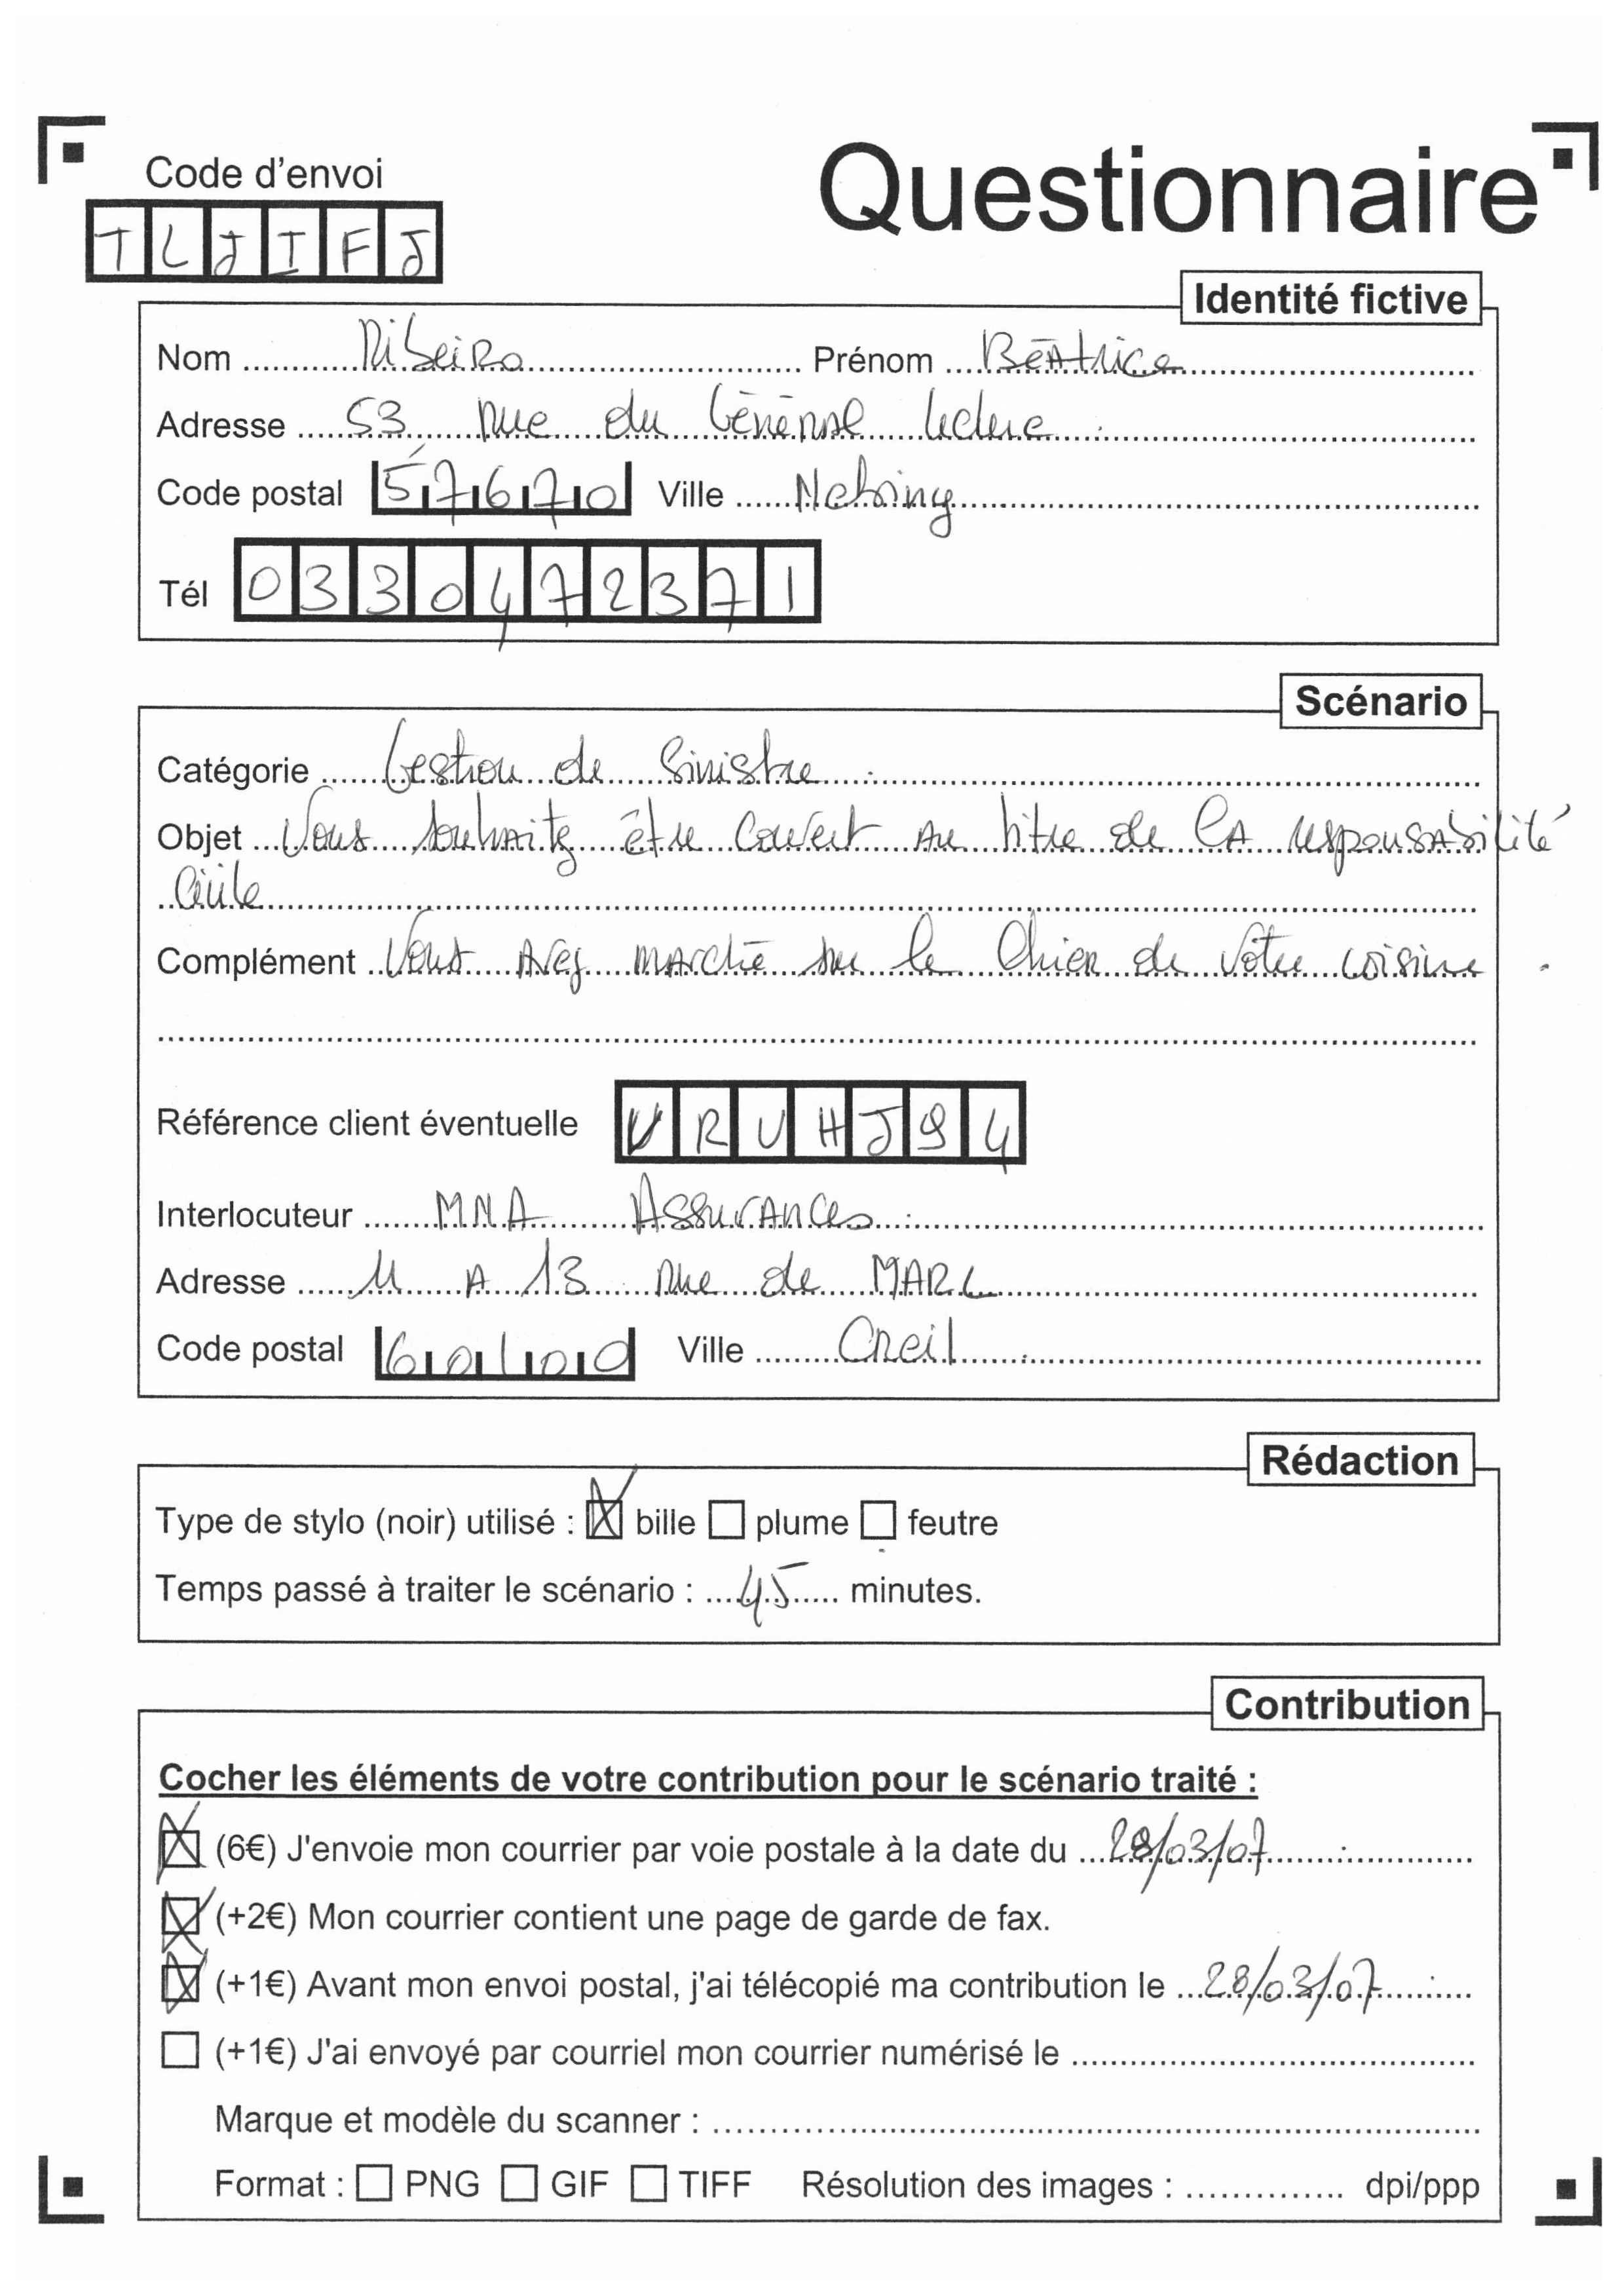 Code d'envoi
Questionnaire
TLJIFJ
Identité fictive
Nom Ribeiro Prénom Béatrice
Adresse 53 rue du Général leclerc
Code postal 57670 Ville Nebing
Tél 0330472371
Scénario
Catégorie Gestion de Sinistre
Objet Vous souhaitez être couvert au titre de la responsabilité
Civile
Complément Vous avez marché sur le Chien de votre voisine.
Référence client éventuelle VRUHJ94
Interlocuteur MNA Assurances
Adresse 11 A 13 rue de MARL
Code postal 60100 Ville Creil
Rédaction
Type de stylo (noir) utilisé : ☒ bille ☐ plume ☐ feutre
Temps passé à traiter le scénario : 45 minutes.
Contribution
Cocher les éléments de votre contribution pour le scénario traité :
☒ (6€) J'envoie mon courrier par voie postale à la date du 28/03/07
☒ (+2€) Mon courrier contient une page de garde de fax.
☒ (+1€) Avant mon envoi postal, j'ai télécopié ma contribution le 28/03/07
☐ (+1€) J'ai envoyé par courriel mon courrier numérisé le
Marque et modèle du scanner :
Format : ☐ PNG ☐ GIF ☐ TIFF Résolution des images : dpi/ppp